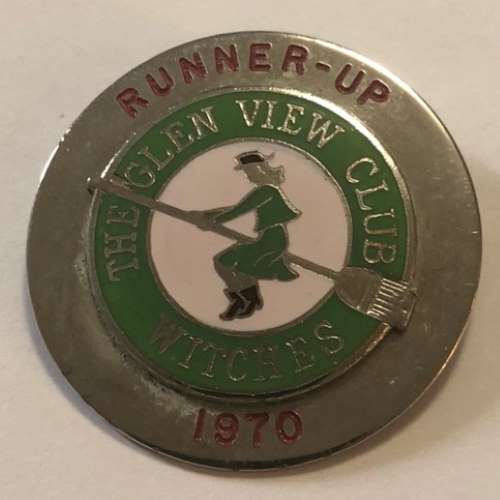 RUNNER-UP
THE GLEN VIEW CLUB
WITCHES
1970